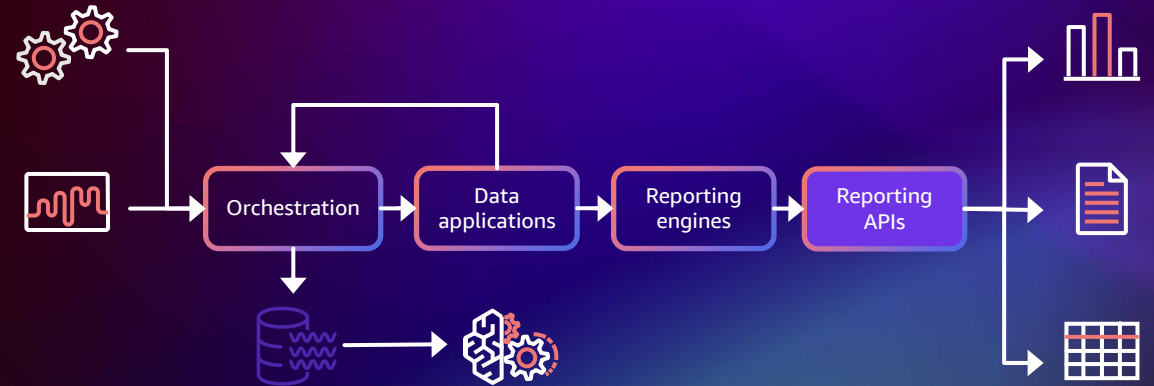 Orchestration
Data
applications
Reporting
engines
Reporting
APIs